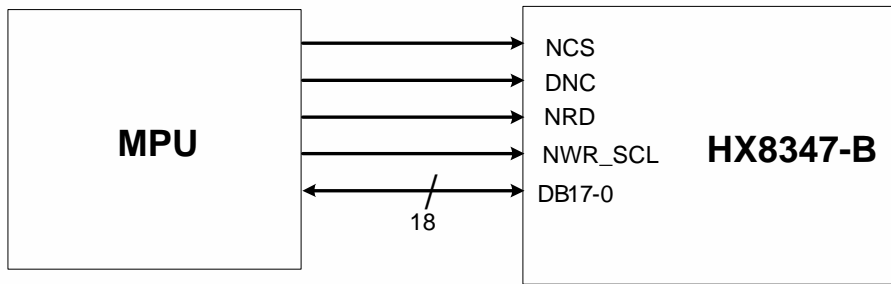 MPU
NCS
DNC
NRD
NWR_SCL
DB17-0
18
HX8347-B